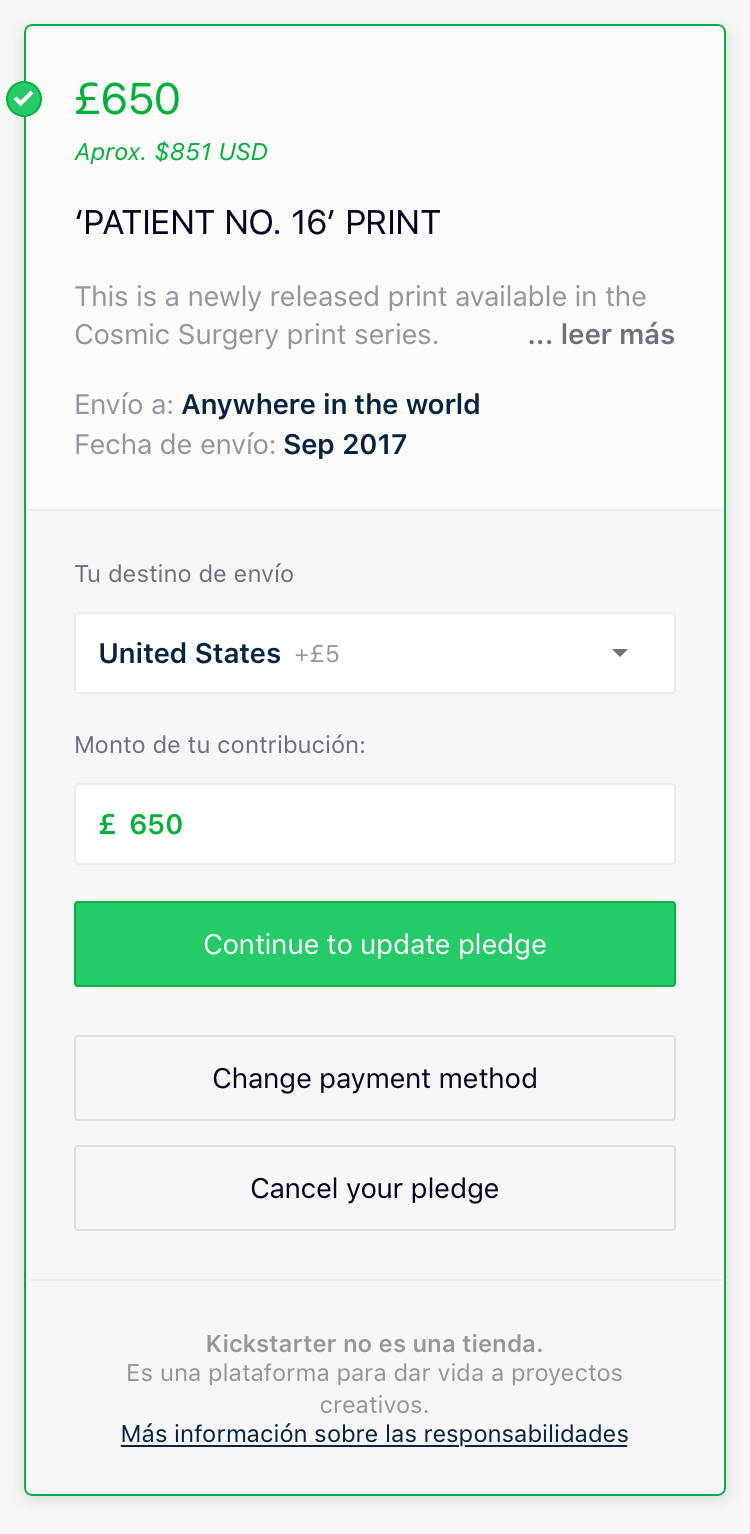 £650
Aprox. $851 USD
‘PATIENT NO. 16’ PRINT
This is a newly released print available in the
Cosmic Surgery print series. ... leer más
Envío a: Anywhere in the world
Fecha de envío: Sep 2017
Tu destino de envío
United States +£5
Monto de tu contribución:
£ 650
Continue to update pledge
Change payment method
Cancel your pledge
Kickstarter no es una tienda.
Es una plataforma para dar vida a proyectos
creativos.
Más información sobre las responsabilidades